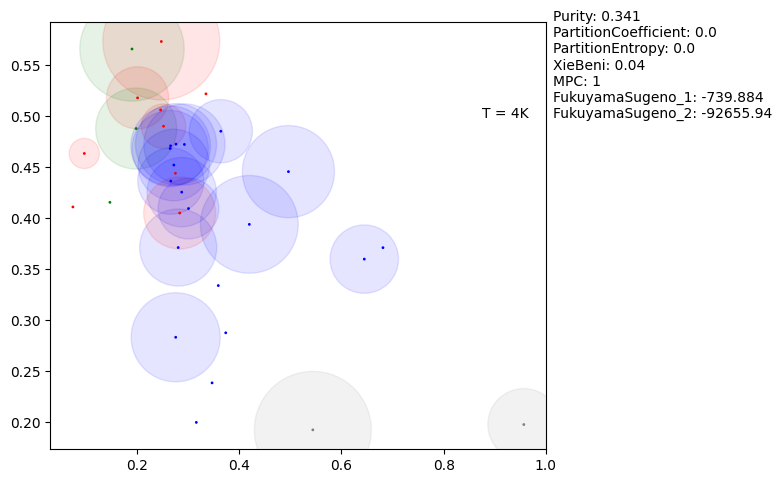 Purity: 0.341
PartitionCoefficient: 0.0
PartitionEntropy: 0.0
XieBeni: 0.04
MPC: 1
FukuyamaSugeno_1: -739.884
FukuyamaSugeno_2: -92655.94
T = 4K
0.55
0.50
0.45
0.40
0.35
0.30
0.25
0.20
0.2
0.4
0.6
0.8
1.0